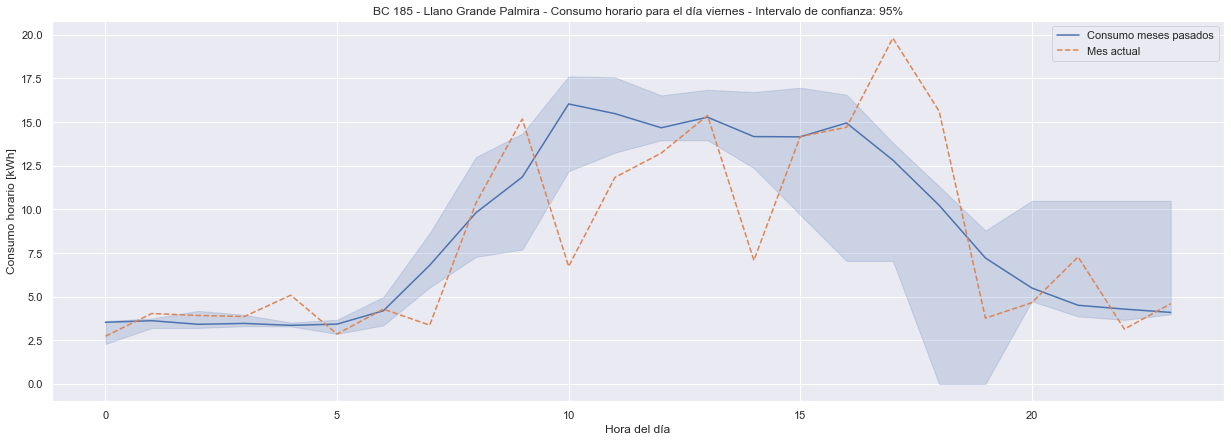 BC 185 - Llano Grande Palmira - Consumo horario para el día viernes - Intervalo de confianza: 95%
Consumo meses pasados
Mes actual
20.0
17.5
15.0
12.5
10.0
7.5
5.0
2.5
0.0
Consumo horario [kWh]
0
5
10
15
20
Hora del día